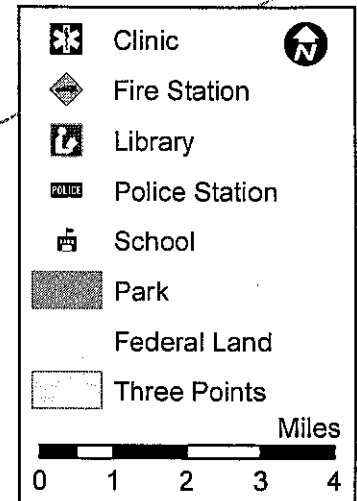 Clinic
N
Fire Station
Library
POLICE Police Station
School
Park
Federal Land
Three Points
Miles
0 1 2 3 4